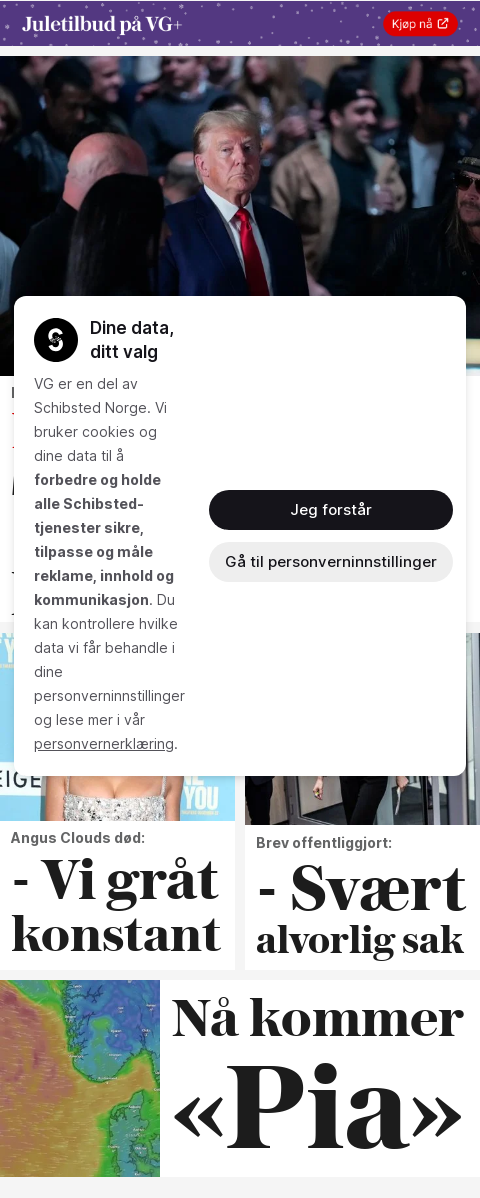 Juletilbud på VG+
Kjøp nå
Dine data,
ditt valg
VG er en del av
Schibsted Norge. Vi
bruker cookies og
dine data til å
forbedre og holde
alle Schibsted-
tjenester sikre,
tilpasse og måle
reklame, innhold og
kommunikasjon. Du
kan kontrollere hvilke
data vi får behandle i
dine
personverninnstillinger
og lese mer i vår
personvernerklæring.
Jeg forstår
Gå til personverninnstillinger
Angus Clouds død:
- Vi gråt
konstant
Brev offentliggjort:
- Svært
alvorlig sak
Nå kommer
«Pia»